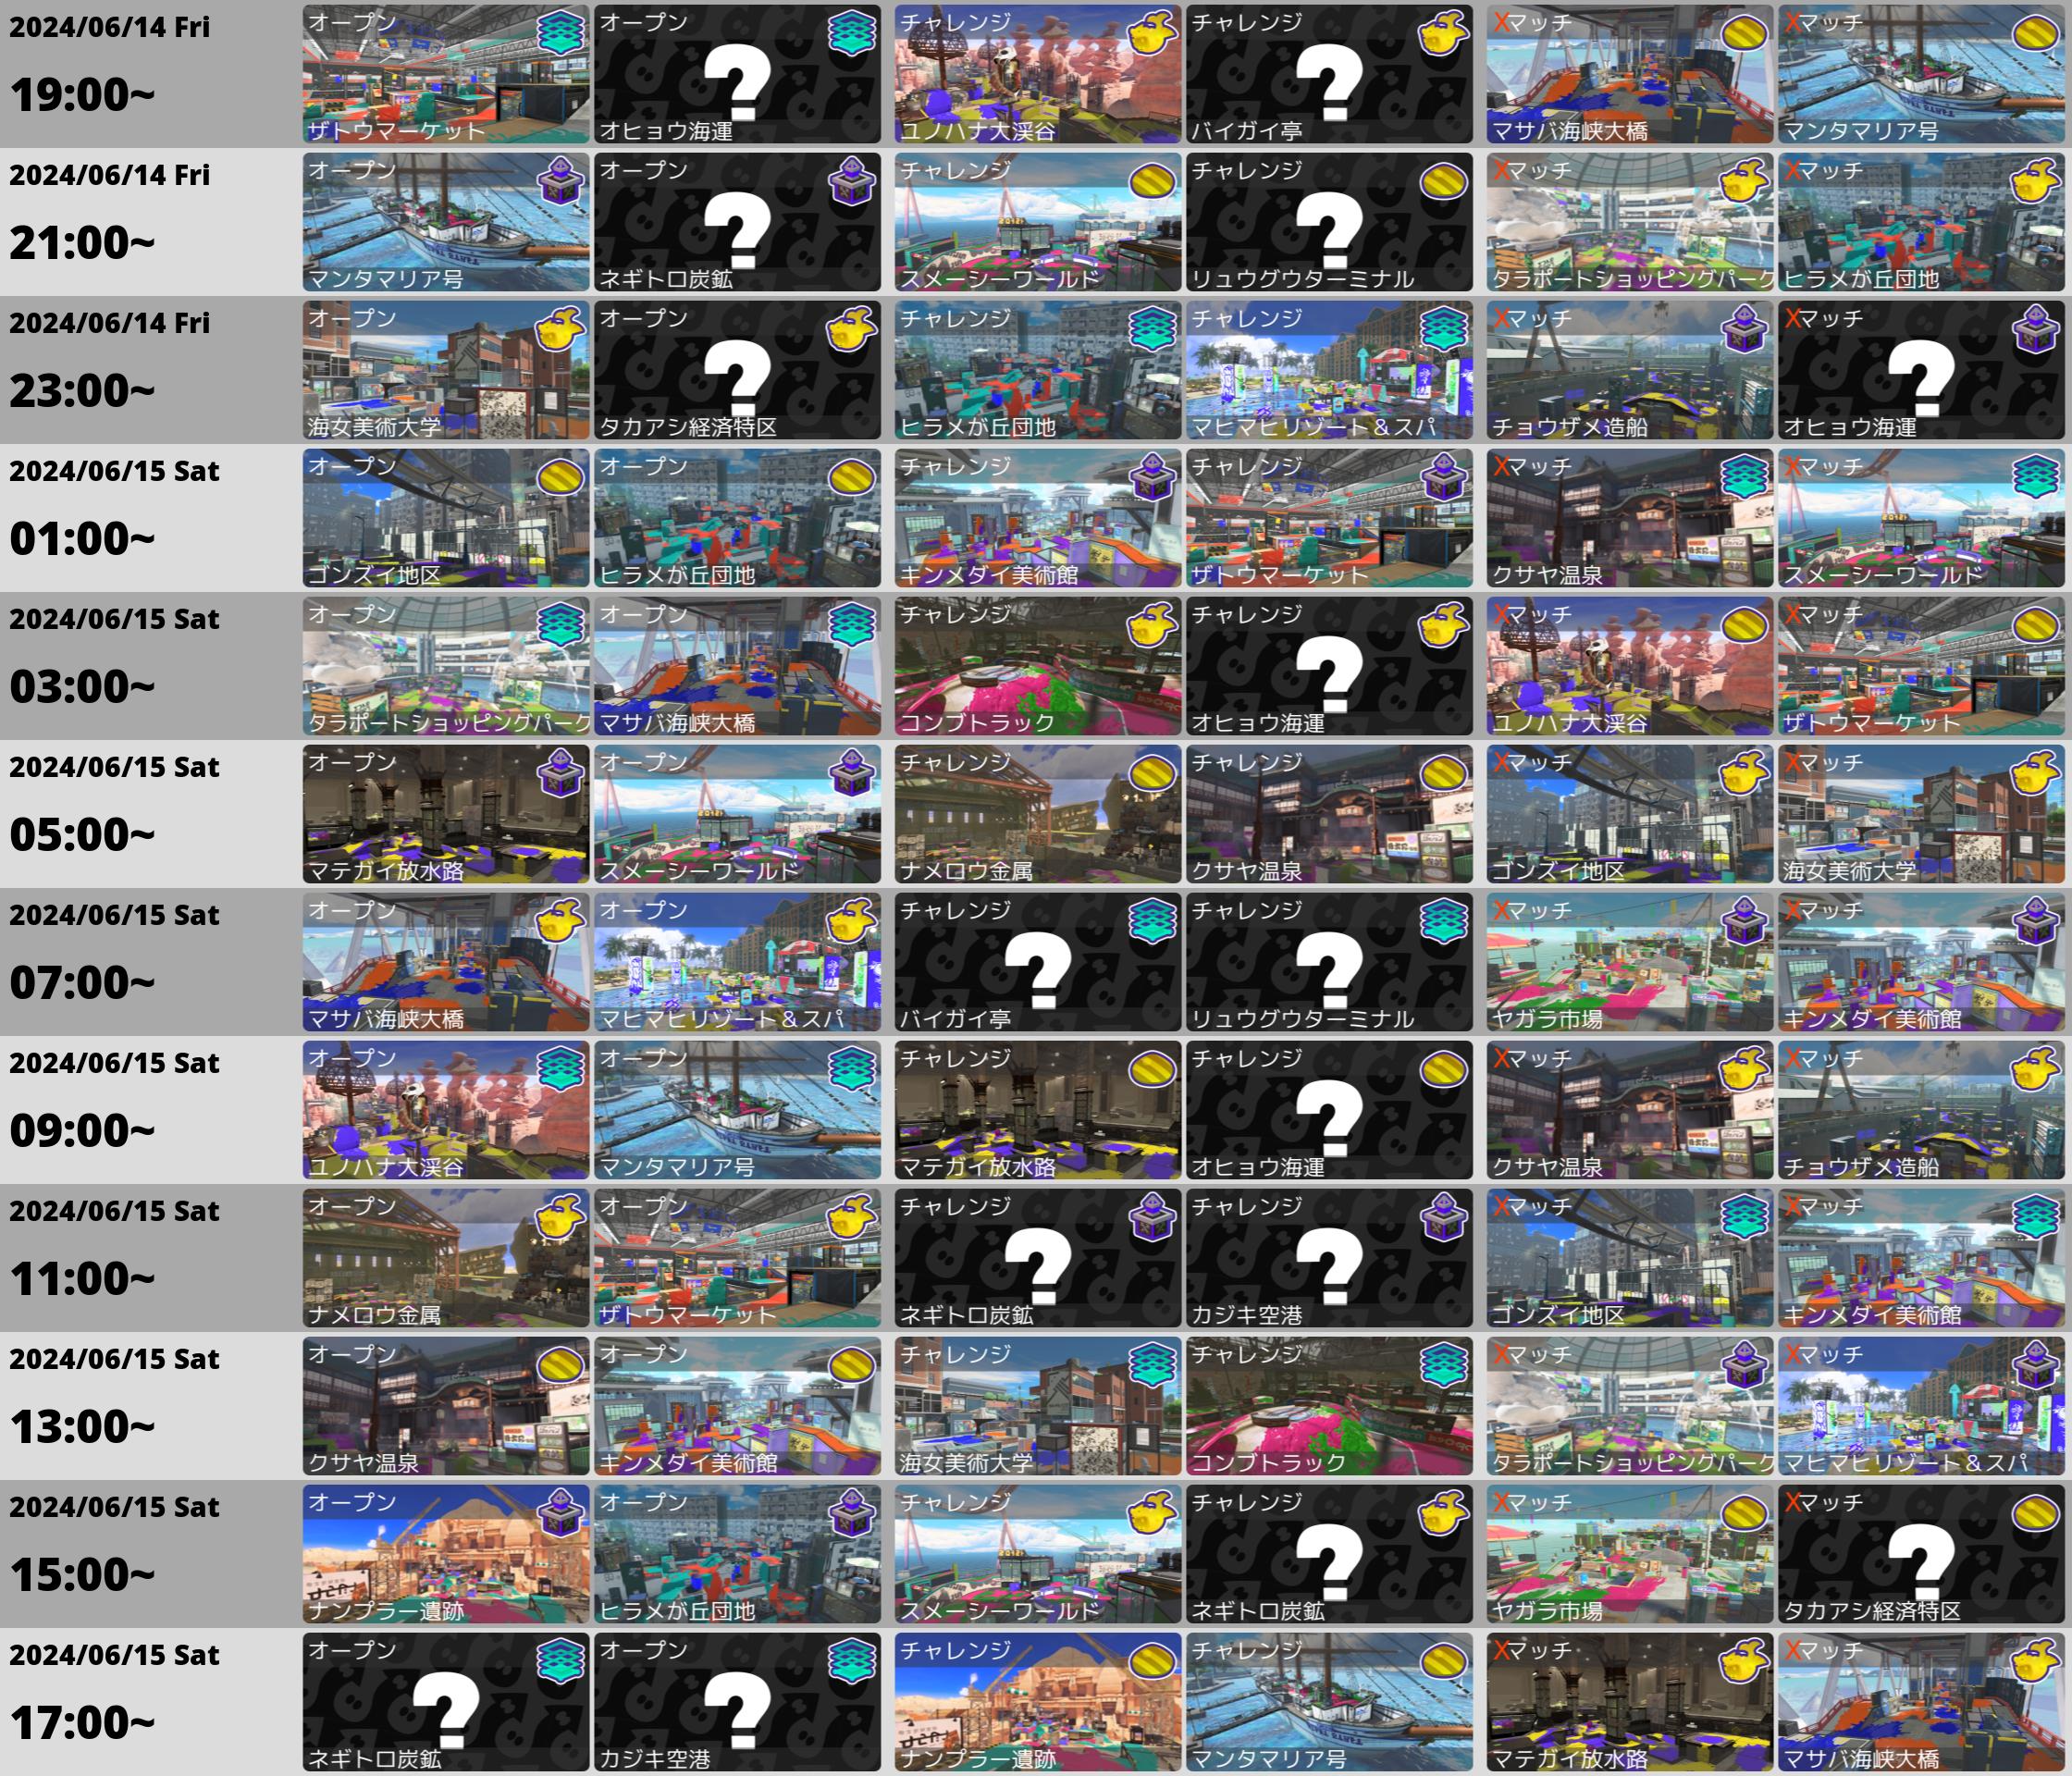 2024/06/14 Fri
19:00~
オープン オープン チャレンジ チャレンジ Xマッチ Xマッチ
ザトウマーケット オヒョウ海運 ユノハナ大渓谷 バイガイ亭 マサバ海峡大橋 マンタマリア号
2024/06/14 Fri
21:00~
オープン オープン チャレンジ チャレンジ Xマッチ Xマッチ
マンタマリア号 ネギトロ炭鉱 スメーシーワールド リュウグウターミナル タラポートショッピングパーク ヒラメが丘団地
2024/06/14 Fri
23:00~
オープン オープン チャレンジ チャレンジ Xマッチ Xマッチ
海女美術大学 タカアシ経済特区 ヒラメが丘団地 マヒマヒリゾート&スパ チョウザメ造船 オヒョウ海運
2024/06/15 Sat
01:00~
オープン オープン チャレンジ チャレンジ Xマッチ Xマッチ
ゴンズイ地区 ヒラメが丘団地 キンメダイ美術館 ザトウマーケット クサヤ温泉 スメーシーワールド
2024/06/15 Sat
03:00~
オープン オープン チャレンジ チャレンジ Xマッチ Xマッチ
タラポートショッピングパーク マサバ海峡大橋 コンブトラック オヒョウ海運 ユノハナ大渓谷 ザトウマーケット
2024/06/15 Sat
05:00~
オープン オープン チャレンジ チャレンジ Xマッチ Xマッチ
マテガイ放水路 スメーシーワールド ナメロウ金属 クサヤ温泉 ゴンズイ地区 海女美術大学
2024/06/15 Sat
07:00~
オープン オープン チャレンジ チャレンジ Xマッチ Xマッチ
マサバ海峡大橋 マヒマヒリゾート&スパ バイガイ亭 リュウグウターミナル ヤガラ市場 キンメダイ美術館
2024/06/15 Sat
09:00~
オープン オープン チャレンジ チャレンジ Xマッチ Xマッチ
ユノハナ大渓谷 マンタマリア号 マテガイ放水路 オヒョウ海運 クサヤ温泉 チョウザメ造船
2024/06/15 Sat
11:00~
オープン オープン チャレンジ チャレンジ Xマッチ Xマッチ
ナメロウ金属 ザトウマーケット ネギトロ炭鉱 カジキ空港 ゴンズイ地区 キンメダイ美術館
2024/06/15 Sat
13:00~
オープン オープン チャレンジ チャレンジ Xマッチ Xマッチ
クサヤ温泉 キンメダイ美術館 海女美術大学 コンブトラック タラポートショッピングパーク マヒマヒリゾート&スパ
2024/06/15 Sat
15:00~
オープン オープン チャレンジ チャレンジ Xマッチ Xマッチ
ナンプラー遺跡 ヒラメが丘団地 スメーシーワールド ネギトロ炭鉱 ヤガラ市場 タカアシ経済特区
2024/06/15 Sat
17:00~
オープン オープン チャレンジ チャレンジ Xマッチ Xマッチ
ネギトロ炭鉱 カジキ空港 ナンプラー遺跡 マンタマリア号 マテガイ放水路 マサバ海峡大橋